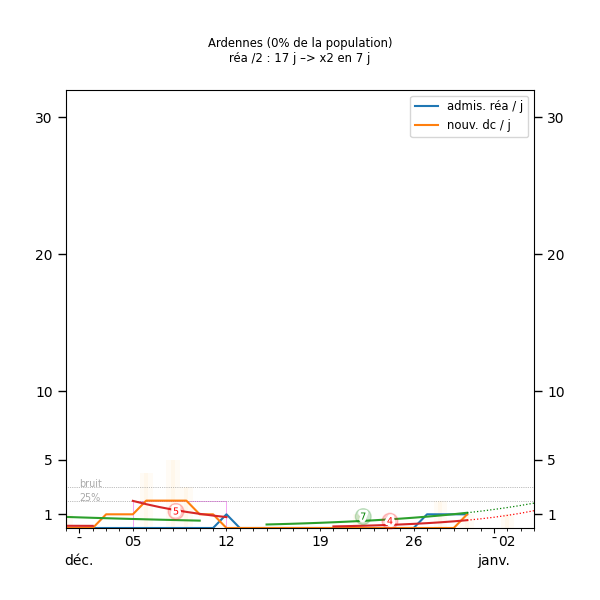 Ardennes (0% de la population)
réa /2 : 17 j –> x2 en 7 j
admis. réa / j
nouv. dc / j
30
30
20
20
10
10
5
5
bruit
25%
5
7
4
1
1
- 05 12 19 26 - 02
déc. janv.